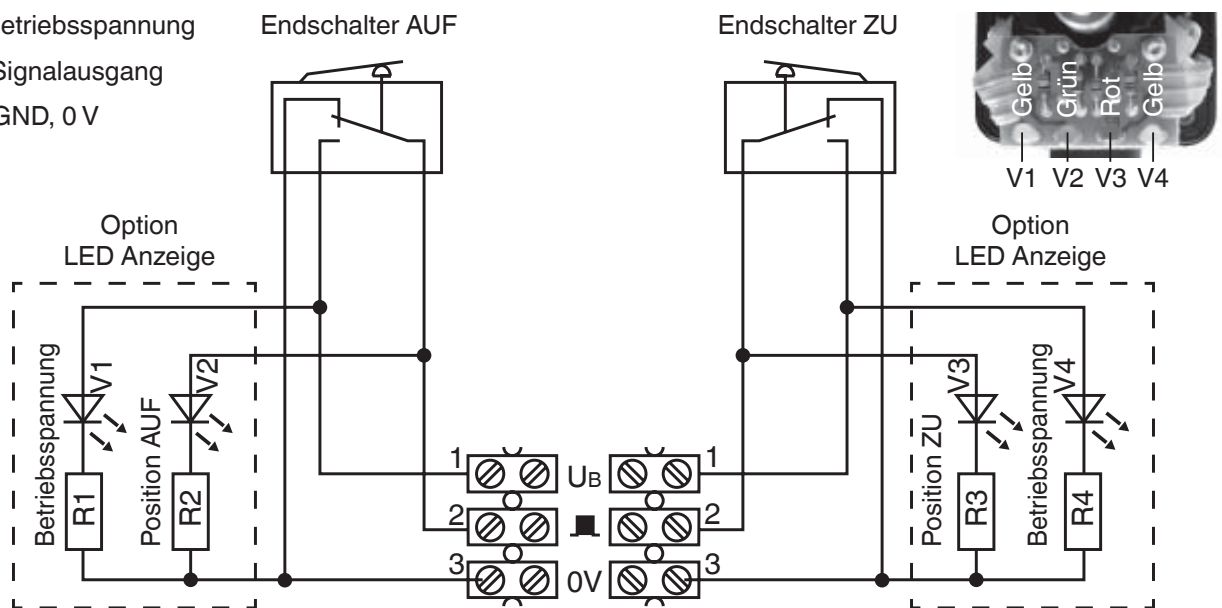 etriebsspannung
Signalausgang
GND, 0 V
Endschalter AUF
Endschalter ZU
Gelb
Grün
Rot
Gelb
V1 V2 V3 V4
Option
LED Anzeige
Option
LED Anzeige
Betriebsspannung
V1
R1
Position AUF
V2
R2
1
2
3
UB
0V
1
2
3
Position ZU
V3
R3
Betriebsspannung
V4
R4